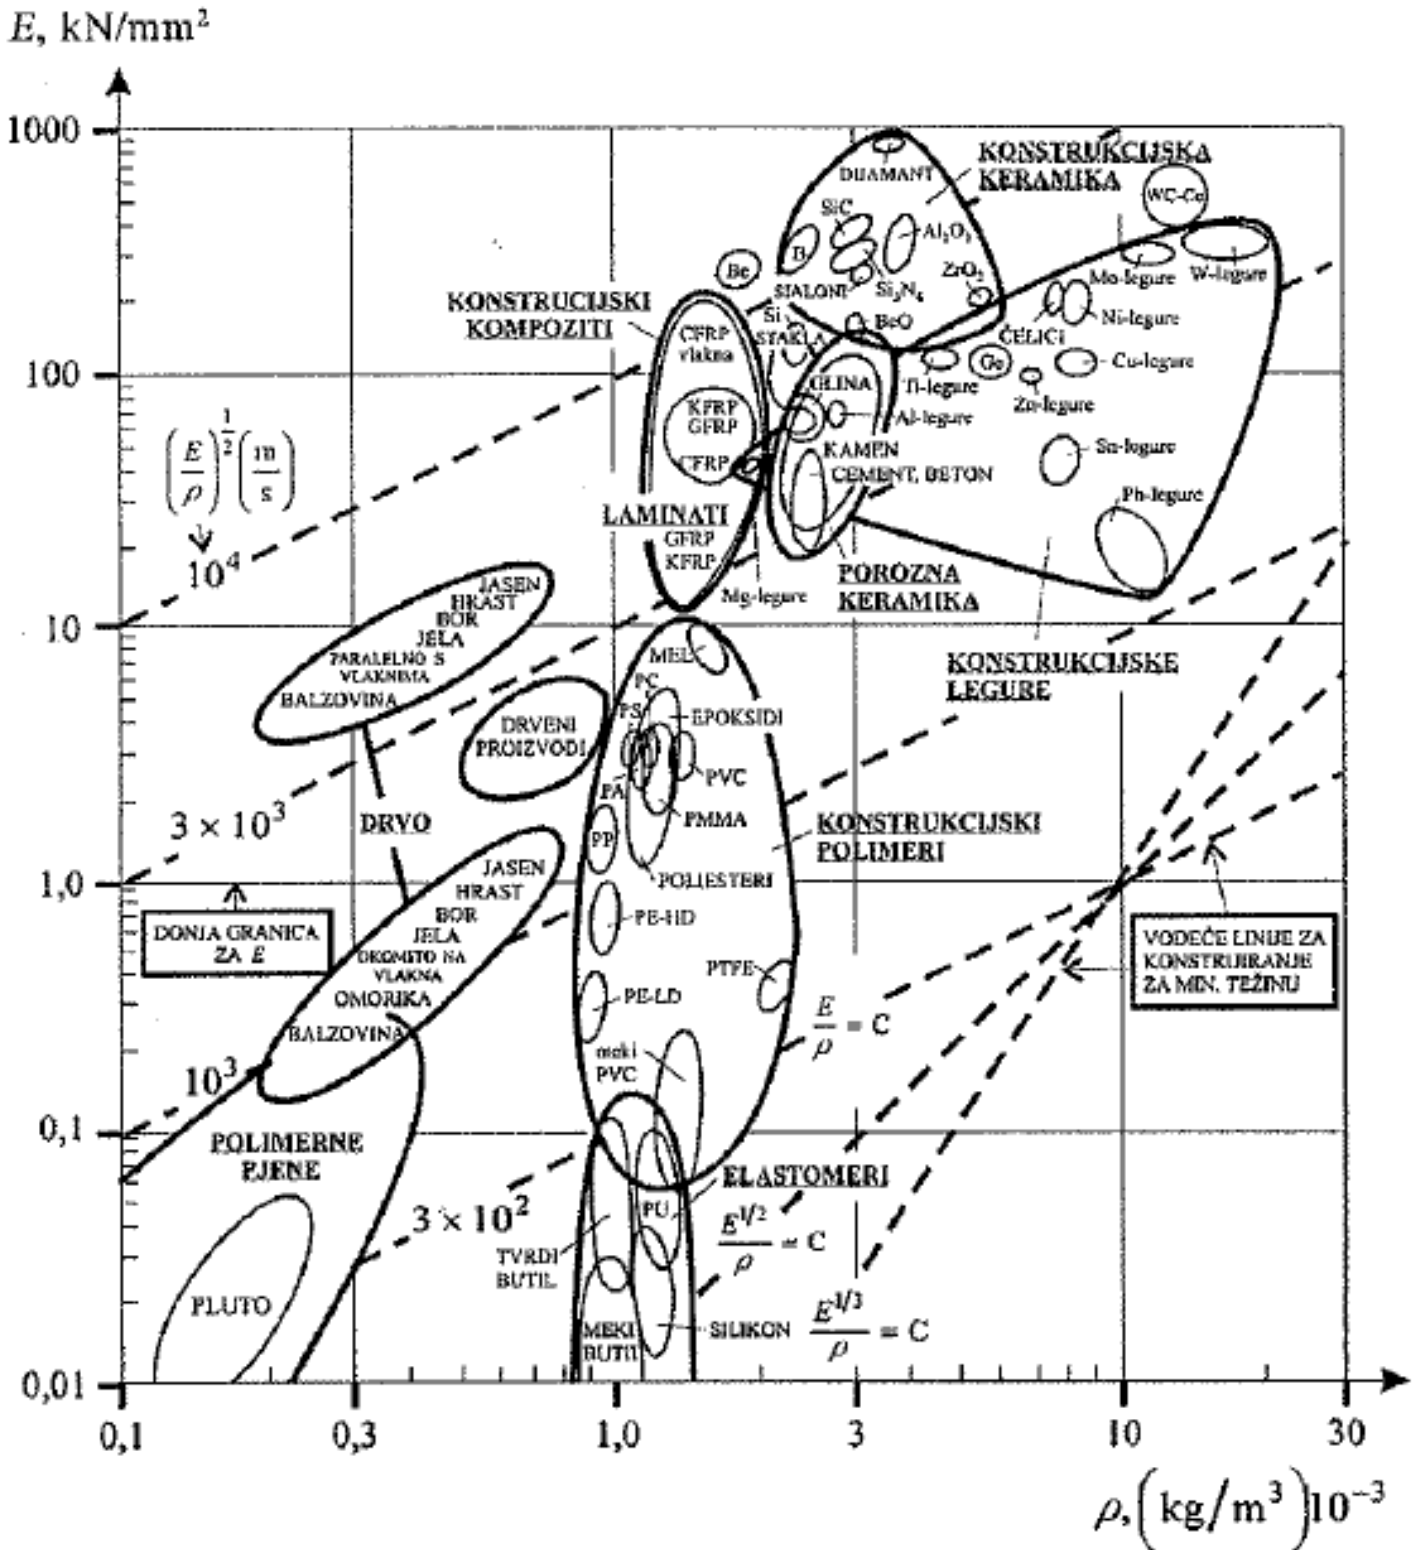 E, kN/mm²
1000
100
10
1,0
0,1
0,01
0,1
0,3
1,0
3
10
30
ρ, (kg/m³)10⁻³
KONSTRUKCIJSKA
KERAMIKA
DIJAMANT
SiC
B
Al₂O₃
Be
SIALONI
Si₃N₄
ZrO₂
WC-Co
Mo-legure
W-legure
ČELICI
Ni-legure
Si
STAKLA
BeO
Ti-legure
Ge
Cu-legure
Zn-legure
GLINA
Al-legure
KAMEN
CEMENT, BETON
Sn-legure
Pb-legure
KONSTRUCIJSKI
KOMPOZITI
CFRP
vlakna
KFRP
GFRP
CFRP
LAMINATI
GFRP
KFRP
Mg-legure
POROZNA
KERAMIKA
KONSTRUKCIJSKE
LEGURE
(E/ρ)^1/2 (m/s)
10⁴
JASEN
HRAST
BOR
JELA
PARALELNO S
VLAKNIMA
BALZOVINA
DRVENI
PROIZVODI
3 × 10³
DRVO
MEL
PC
PS
EPOKSIDI
PVC
PA
PMMA
PP
POLIESTERI
KONSTRUKCIJSKI
POLIMERI
PE-HD
PTFE
PE-LD
meki
PVC
DONJA GRANICA
ZA E
JASEN
HRAST
BOR
JELA
OKOMITO NA
VLAKNA
OMORIKA
BALZOVINA
10³
POLIMERNE
PJENE
PLUTO
3 × 10²
ELASTOMERI
PU
TVRDI
BUTIL
MEKI
BUTIL
SILIKON
E/ρ = C
E^1/2/ρ = C
E^1/3/ρ = C
VODEĆE LINIJE ZA
KONSTRUIRANJE
ZA MIN. TEŽINU